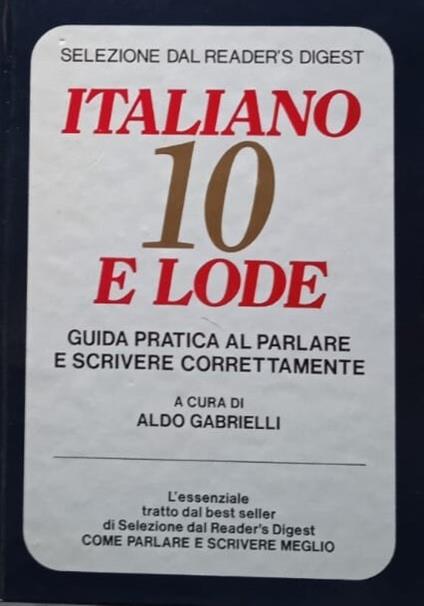 SELEZIONE DAL READER'S DIGEST
ITALIANO
10
E LODE
GUIDA PRATICA AL PARLARE
E SCRIVERE CORRETTAMENTE
A CURA DI
ALDO GABRIELLI
L'essenziale
tratto dal best seller
di Selezione dal Reader's Digest
COME PARLARE E SCRIVERE MEGLIO